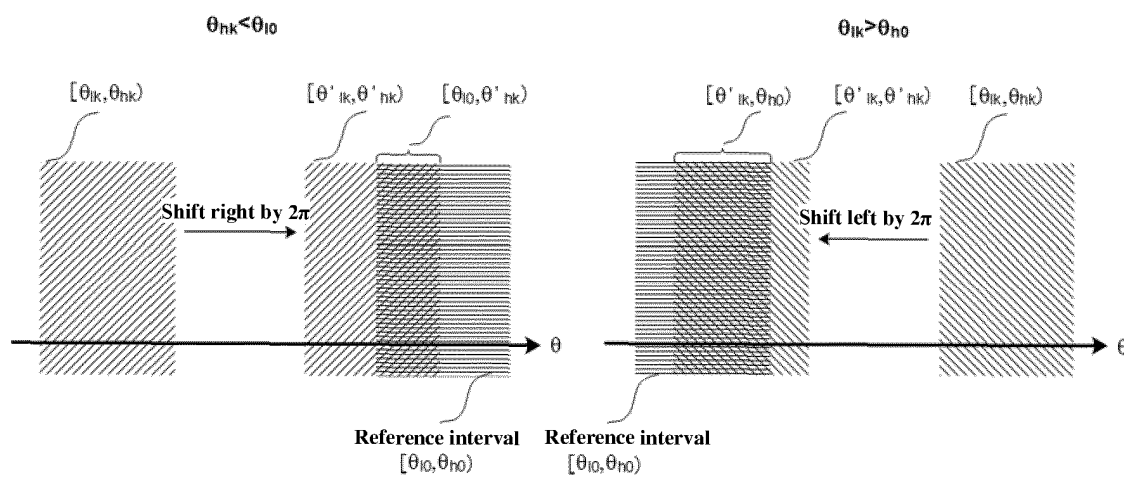 θhk<θl0
θlk>θh0
[θlk,θhk)
[θ'lk,θ'hk)
[θl0,θ'hk)
[θ'lk,θh0)
[θ'lk,θ'hk)
[θlk,θhk)
Shift right by 2π
Shift left by 2π
θ
θ
Reference interval
[θl0,θh0)
Reference interval
[θl0,θh0)